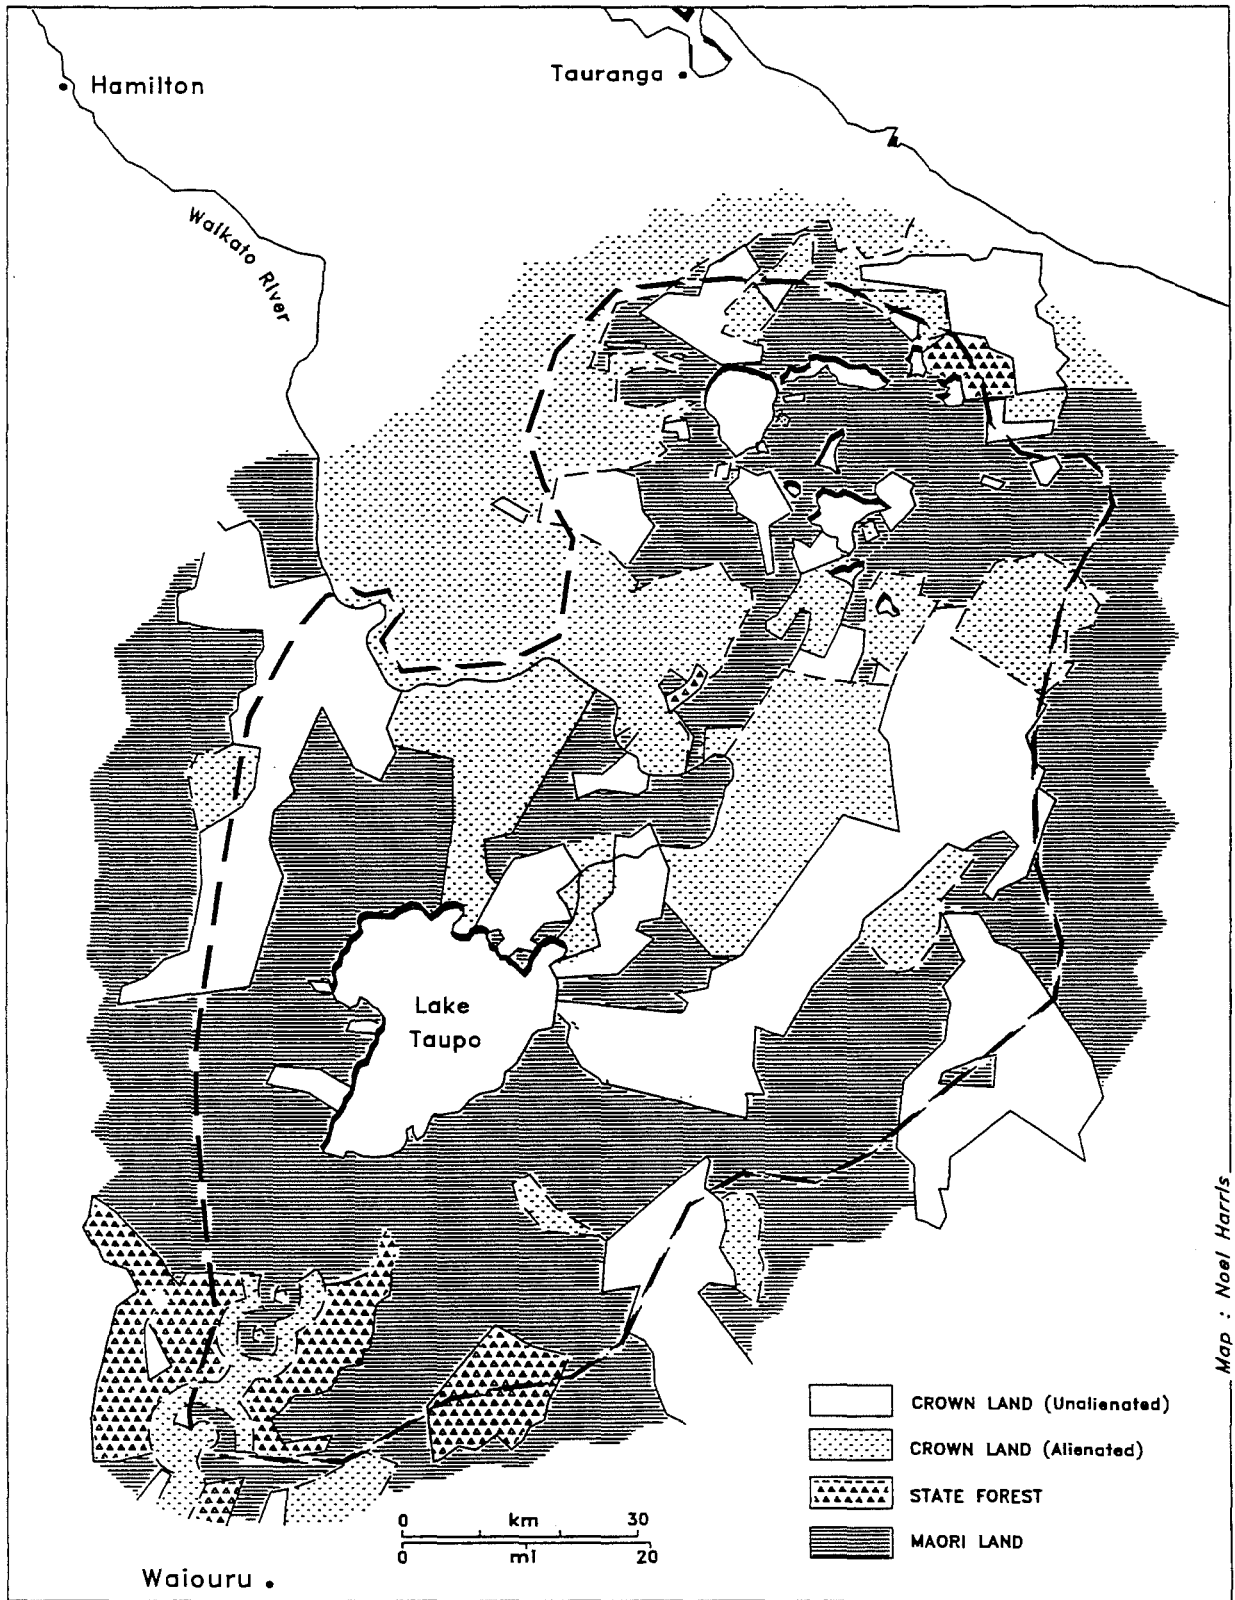 Hamilton
Tauranga
Waikato River
Lake
Taupo
Map : Noel Harris
CROWN LAND (Unalienated)
CROWN LAND (Alienated)
STATE FOREST
MAORI LAND
0 km 30
0 mi 20
Waiouru